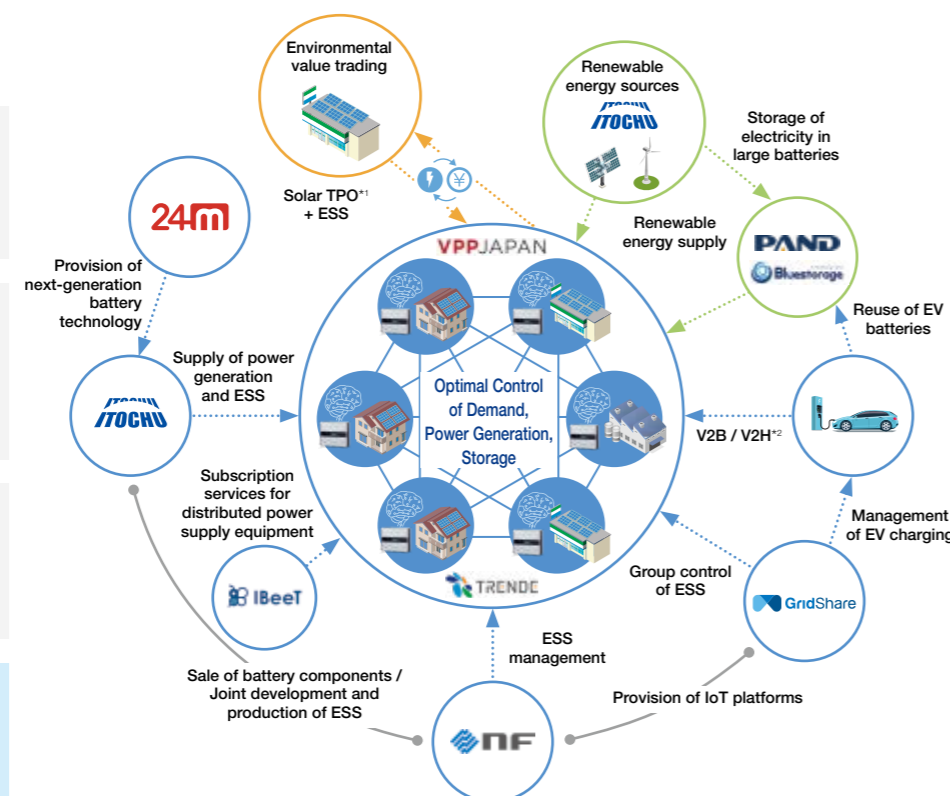 Environmental
value trading
Renewable
energy sources
ITOCHU
ITOCHU
Storage of
electricity in
large batteries
24m
Solar TPO*1
+ ESS
¥
Renewable
energy supply
PAND
Bluestorage
VPPJAPAN
Provision of
next-generation
battery
technology
Reuse of EV
batteries
Supply of power
generation
and ESS
ITOCHU
ITOCHU
Optimal Control
of Demand,
Power Generation,
Storage
V2B / V2H*2
Subscription
services for
distributed power
supply equipment
Management
of EV charging
IBeeT
TRENDE
Group control
of ESS
GridShare
ESS
management
Sale of battery components /
Joint development and
production of ESS
Provision of IoT platforms
nF